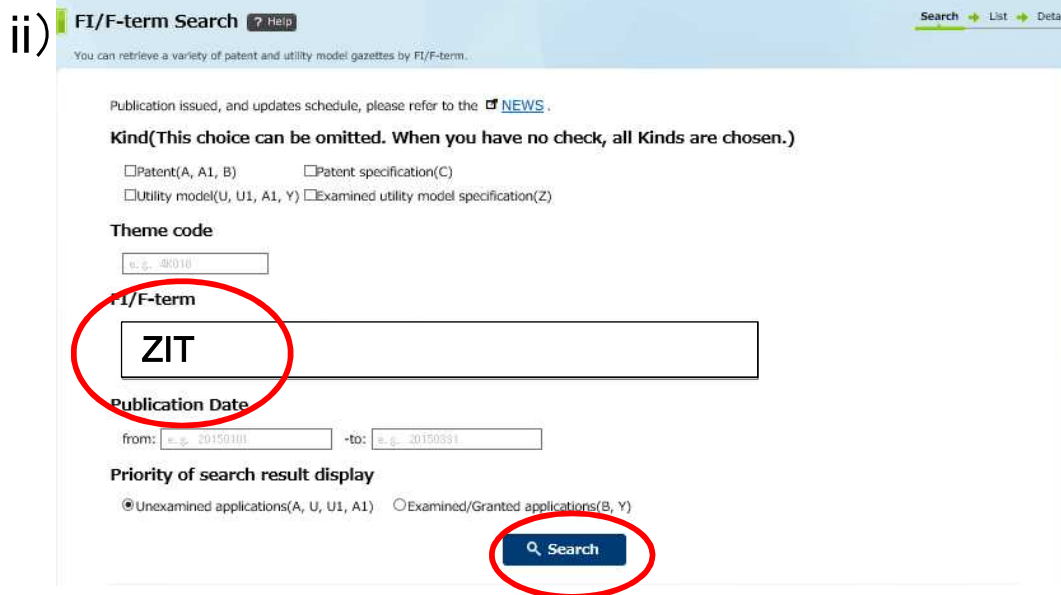 ii)
FI/F-term Search ? Help
Search List Deta
You can retrieve a variety of patent and utility model gazettes by FI/F-term.
Publication issued, and updates schedule, please refer to the NEWS .
Kind(This choice can be omitted. When you have no check, all Kinds are chosen.)
Patent(A, A1, B) Patent specification(C)
Utility model(U, U1, A1, Y) Examined utility model specification(Z)
Theme code
e.g. 4K018
FI/F-term
ZIT
Publication Date
from: e.g. 20150101 -to: e.g. 20150331
Priority of search result display
Unexamined applications(A, U, U1, A1) Examined/Granted applications(B, Y)
Search